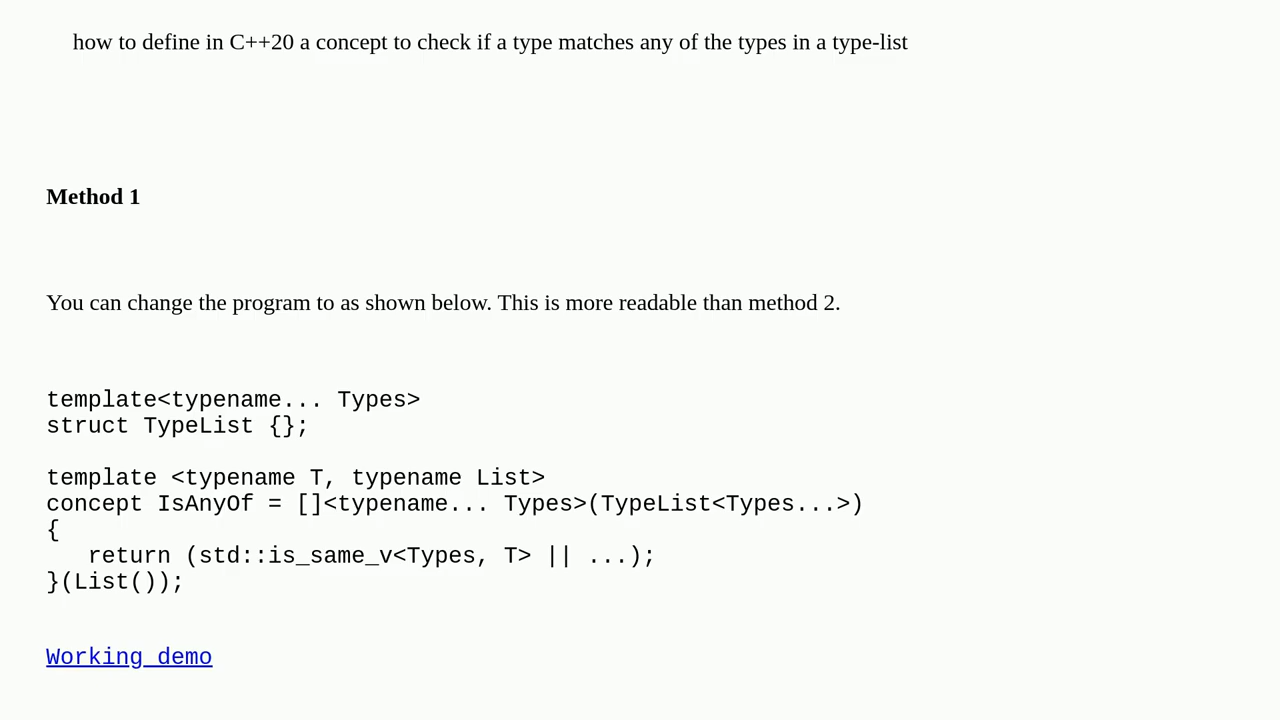 how to define in C++20 a concept to check if a type matches any of the types in a type-list
Method 1
You can change the program to as shown below. This is more readable than method 2.
template<typename... Types>
struct TypeList {};
template <typename T, typename List>
concept IsAnyOf = []<typename... Types>(TypeList<Types...>)
{
   return (std::is_same_v<Types, T> || ...);
}(List());
Working demo